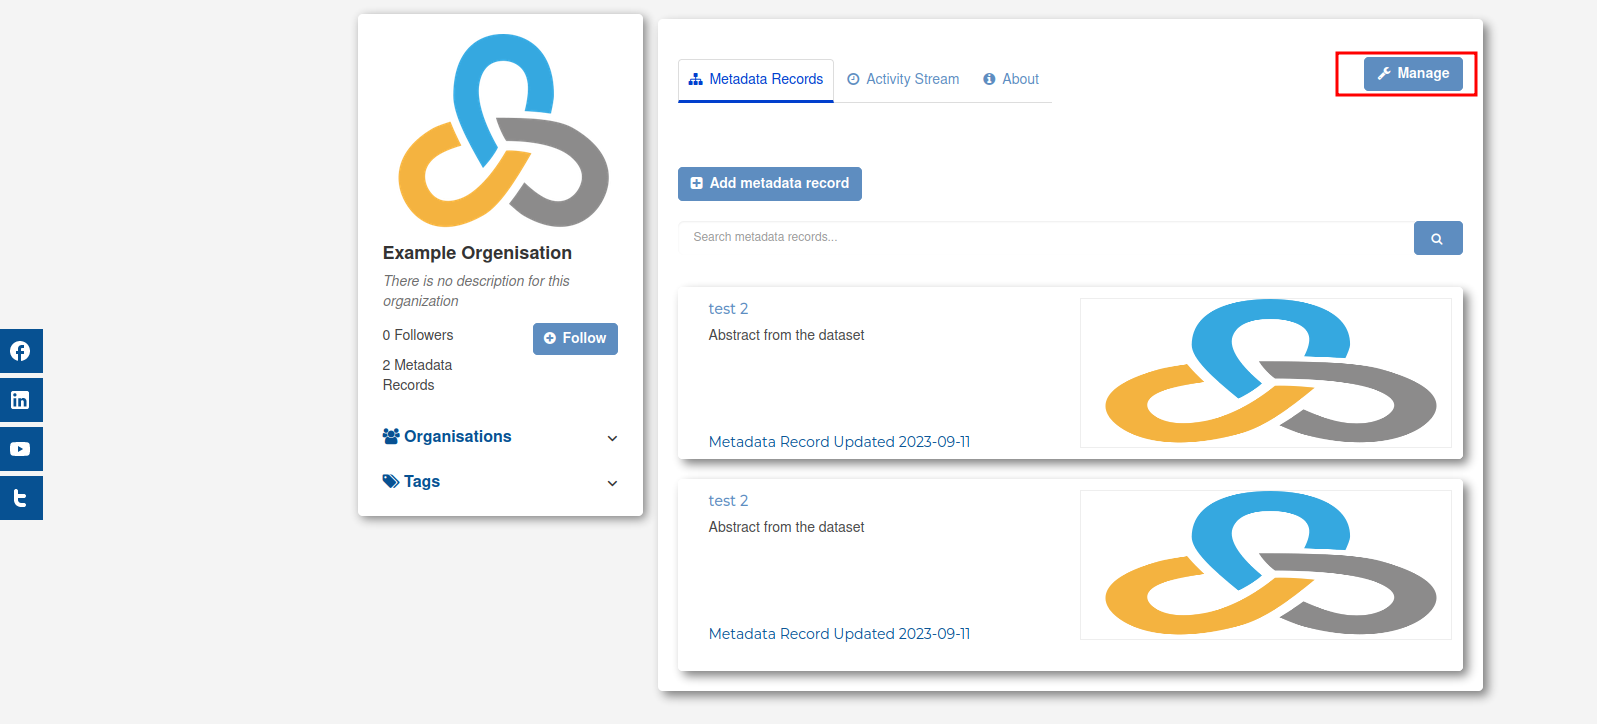 Example Orgenisation
There is no description for this
organization
0 Followers
Follow
2 Metadata
Records
Organisations
Tags
Metadata Records
Activity Stream
About
Manage
Add metadata record
Search metadata records...
test 2
Abstract from the dataset
Metadata Record Updated 2023-09-11
test 2
Abstract from the dataset
Metadata Record Updated 2023-09-11